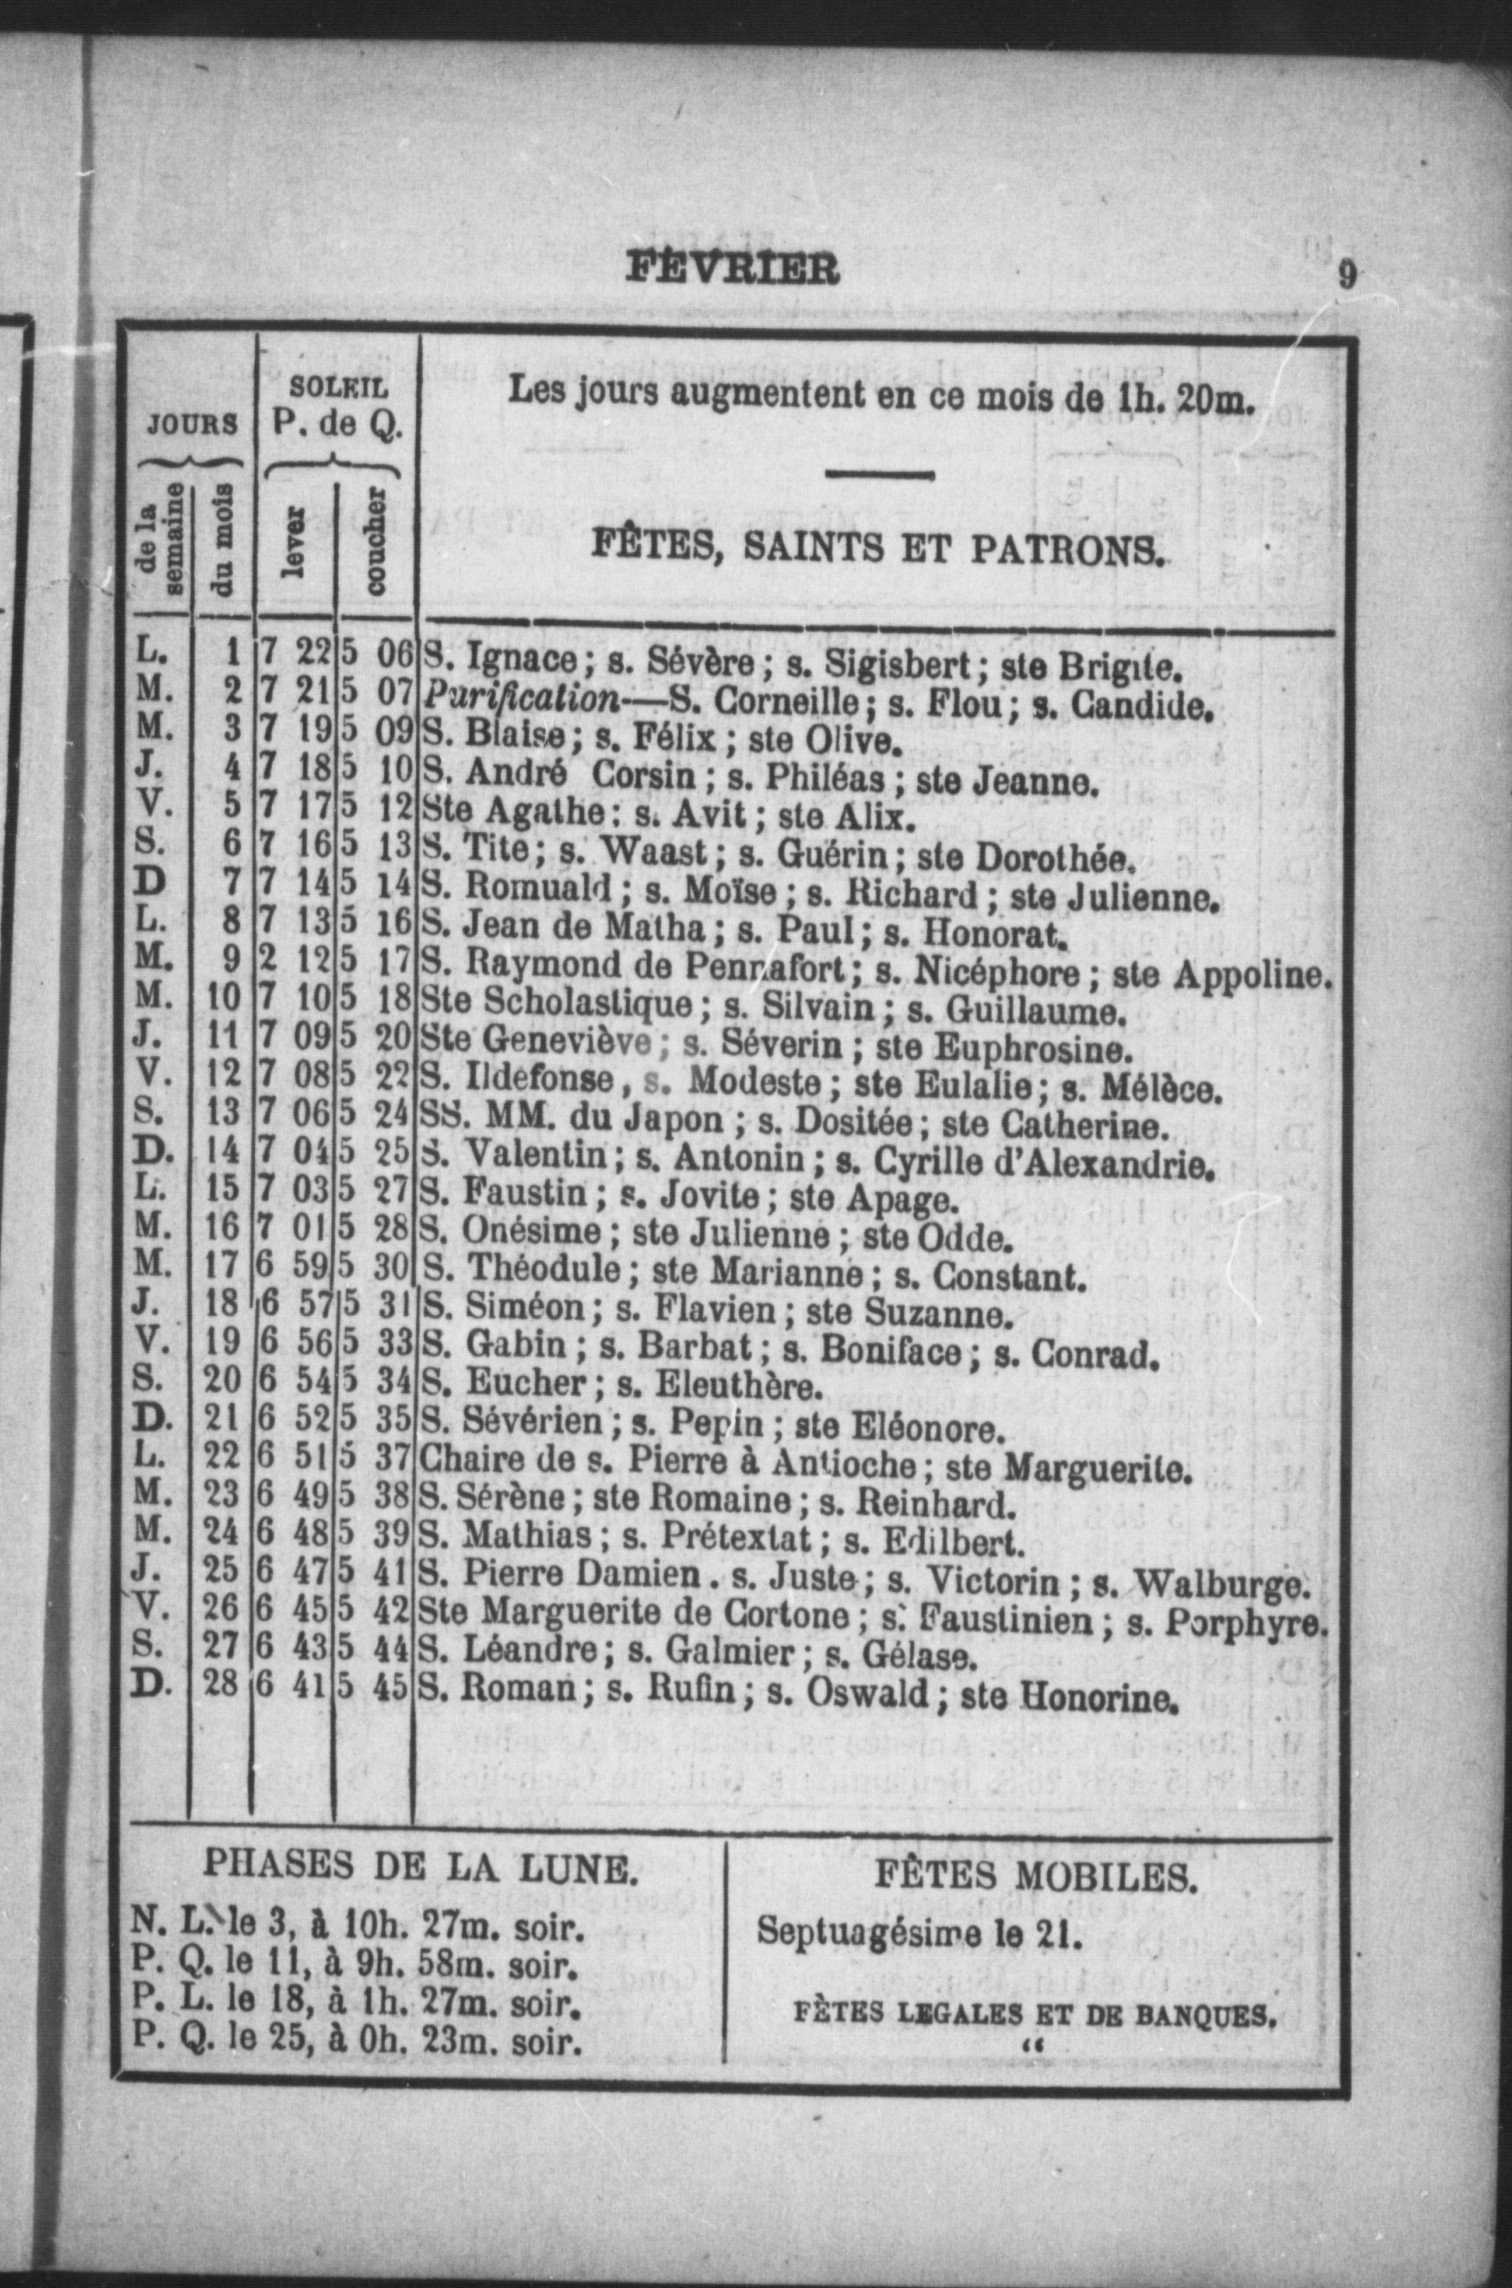 FÉVRIER
9
JOURS
SOLEIL
P. de Q.
Les jours augmentent en ce mois de 1h. 20m.
de la semaine
du mois
lever
coucher
FÊTES, SAINTS ET PATRONS.
L. 1 7 22 5 06 S. Ignace; s. Sévère; s. Sigisbert; ste Brigite.
M. 2 7 21 5 07 Purification—S. Corneille; s. Flou; s. Candide.
M. 3 7 19 5 09 S. Blaise; s. Félix; ste Olive.
J. 4 7 18 5 10 S. André Corsin; s. Philéas; ste Jeanne.
V. 5 7 17 5 12 Ste Agathe: s. Avit; ste Alix.
S. 6 7 16 5 13 S. Tite; s. Waast; s. Guérin; ste Dorothée.
D 7 7 14 5 14 S. Romuald; s. Moïse; s. Richard; ste Julienne.
L. 8 7 13 5 16 S. Jean de Matha; s. Paul; s. Honorat.
M. 9 2 12 5 17 S. Raymond de Pennafort; s. Nicéphore; ste Appoline.
M. 10 7 10 5 18 Ste Scholastique; s. Silvain; s. Guillaume.
J. 11 7 09 5 20 Ste Geneviève; s. Séverin; ste Euphrosine.
V. 12 7 08 5 22 S. Ildefonse, s. Modeste; ste Eulalie; s. Mélèce.
S. 13 7 06 5 24 SS. MM. du Japon; s. Dositée; ste Catherine.
D. 14 7 04 5 25 S. Valentin; s. Antonin; s. Cyrille d'Alexandrie.
L. 15 7 03 5 27 S. Faustin; s. Jovite; ste Apage.
M. 16 7 01 5 28 S. Onésime; ste Julienne; ste Odde.
M. 17 6 59 5 30 S. Théodule; ste Marianne; s. Constant.
J. 18 6 57 5 31 S. Siméon; s. Flavien; ste Suzanne.
V. 19 6 56 5 33 S. Gabin; s. Barbat; s. Boniface; s. Conrad.
S. 20 6 54 5 34 S. Eucher; s. Eleuthère.
D. 21 6 52 5 35 S. Sévérien; s. Pepin; ste Eléonore.
L. 22 6 51 5 37 Chaire de s. Pierre à Antioche; ste Marguerite.
M. 23 6 49 5 38 S. Sérène; ste Romaine; s. Reinhard.
M. 24 6 48 5 39 S. Mathias; s. Prétextat; s. Edilbert.
J. 25 6 47 5 41 S. Pierre Damien. s. Juste; s. Victorin; s. Walburge.
V. 26 6 45 5 42 Ste Marguerite de Cortone; s. Faustinien; s. Porphyre.
S. 27 6 43 5 44 S. Léandre; s. Galmier; s. Gélase.
D. 28 6 41 5 45 S. Roman; s. Rufin; s. Oswald; ste Honorine.
PHASES DE LA LUNE.
N. L. le 3, à 10h. 27m. soir.
P. Q. le 11, à 9h. 58m. soir.
P. L. le 18, à 1h. 27m. soir.
P. Q. le 25, à 0h. 23m. soir.
FÊTES MOBILES.
Septuagésime le 21.
FÈTES LEGALES ET DE BANQUES.
“